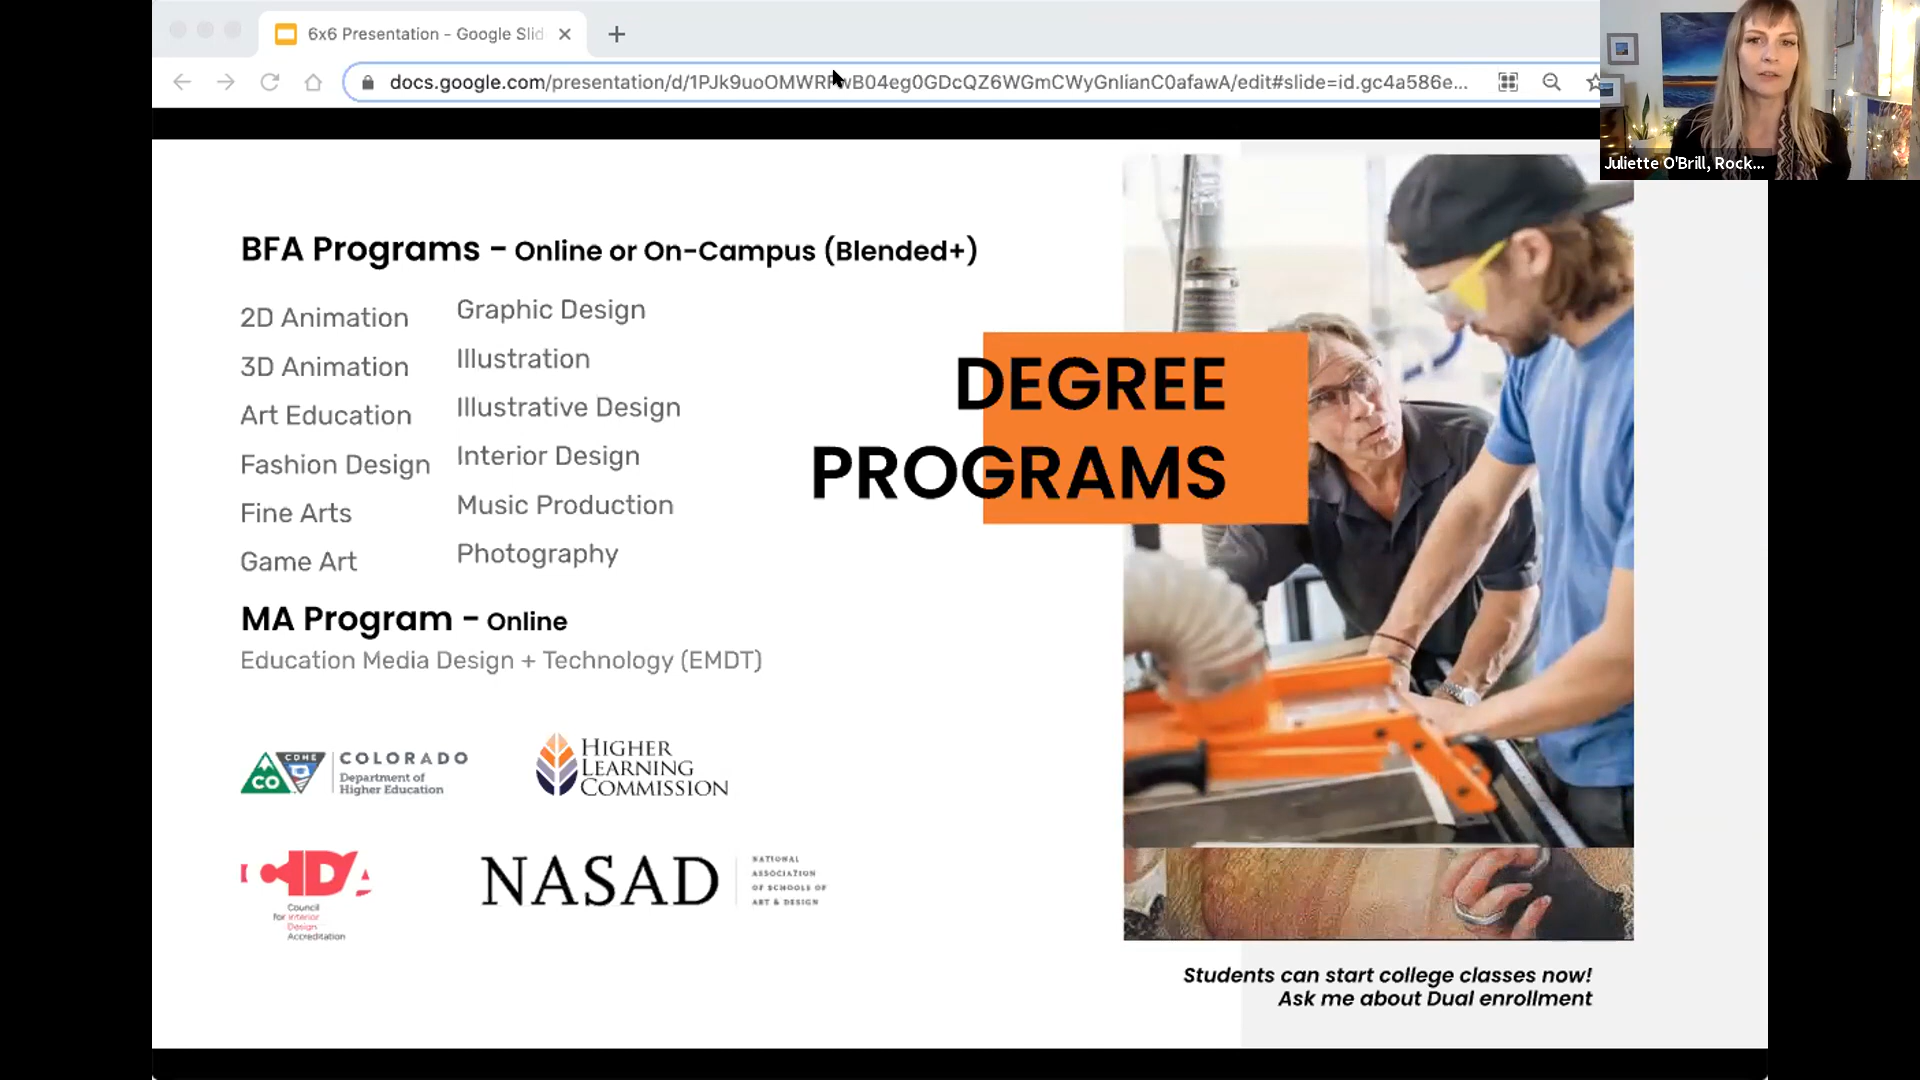 6x6 Presentation - Google Slid
docs.google.com/presentation/d/1PJk9uoOMWRRwB04eg0GDcQZ6WGmCWyGnlianC0afawA/edit#slide=id.gc4a586e...
Juliette O'Brill, Rock...
BFA Programs - Online or On-Campus (Blended+)
2D Animation
3D Animation
Art Education
Fashion Design
Fine Arts
Game Art
Graphic Design
Illustration
Illustrative Design
Interior Design
Music Production
Photography
DEGREE
PROGRAMS
MA Program - Online
Education Media Design + Technology (EMDT)
CO
CDHE
COLORADO
Department of
Higher Education
HIGHER
LEARNING
COMMISSION
CIDA
Council
for Interior
Design
Accreditation
NASAD
NATIONAL
ASSOCIATION
OF SCHOOLS OF
ART & DESIGN
Students can start college classes now!
Ask me about Dual enrollment